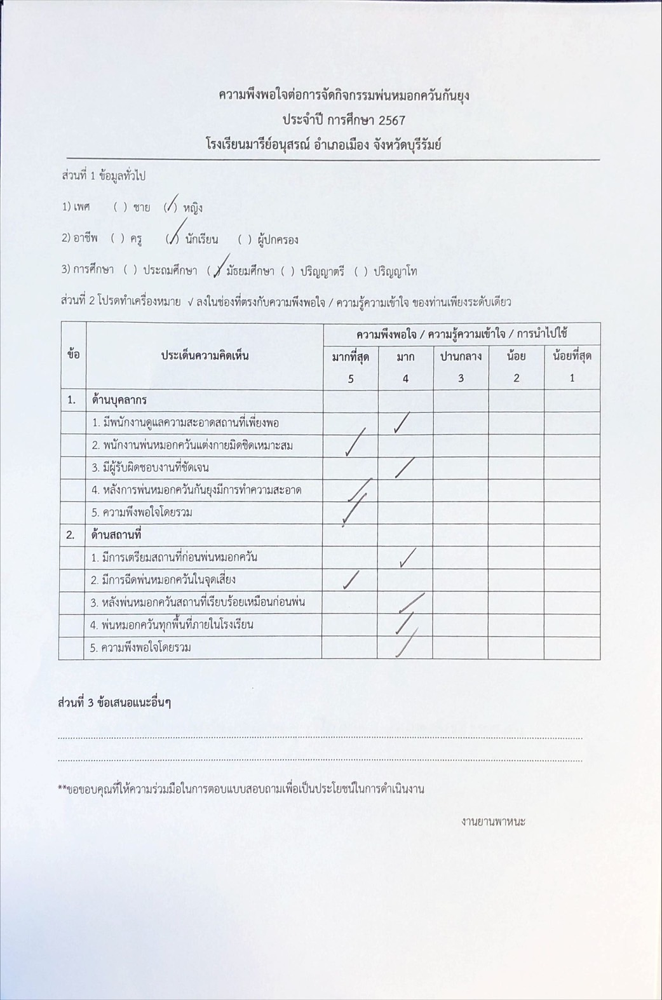 ความพึงพอใจต่อการจัดกิจกรรมพ่นหมอกควันกันยุง
ประจำปี การศึกษา 2567
โรงเรียนมารีย์อนุสรณ์ อำเภอเมือง จังหวัดบุรีรัมย์
ส่วนที่ 1 ข้อมูลทั่วไป
1) เพศ ( ) ชาย (✓) หญิง
2) อาชีพ ( ) ครู (✓) นักเรียน ( ) ผู้ปกครอง
3) การศึกษา ( ) ประถมศึกษา (✓) มัธยมศึกษา ( ) ปริญญาตรี ( ) ปริญญาโท
ส่วนที่ 2 โปรดทำเครื่องหมาย √ ลงในช่องที่ตรงกับความพึงพอใจ / ความรู้ความเข้าใจ ของท่านเพียงระดับเดียว
ข้อ ประเด็นความคิดเห็น ความพึงพอใจ / ความรู้ความเข้าใจ / การนำไปใช้
มากที่สุด มาก ปานกลาง น้อย น้อยที่สุด
5 4 3 2 1
1. ด้านบุคลากร
1. มีพนักงานดูแลความสะอาดสถานที่เพี่ยงพอ ✓
2. พนักงานพ่นหมอกควันแต่งกายมิดชิดเหมาะสม ✓
3. มีผู้รับผิดชอบงานที่ชัดเจน ✓
4. หลังการพ่นหมอกควันกันยุงมีการทำความสะอาด ✓
5. ความพึงพอใจโดยรวม ✓
2. ด้านสถานที่
1. มีการเตรียมสถานที่ก่อนพ่นหมอกควัน ✓
2. มีการฉีดพ่นหมอกควันในจุดเสี่ยง ✓
3. หลังพ่นหมอกควันสถานที่เรียบร้อยเหมือนก่อนพ่น ✓
4. พ่นหมอกควันทุกพื้นที่ภายในโรงเรียน ✓
5. ความพึงพอใจโดยรวม ✓
ส่วนที่ 3 ข้อเสนอแนะอื่นๆ
**ขอขอบคุณที่ให้ความร่วมมือในการตอบแบบสอบถามเพื่อเป็นประโยชน์ในการดำเนินงาน
งานยานพาหนะ